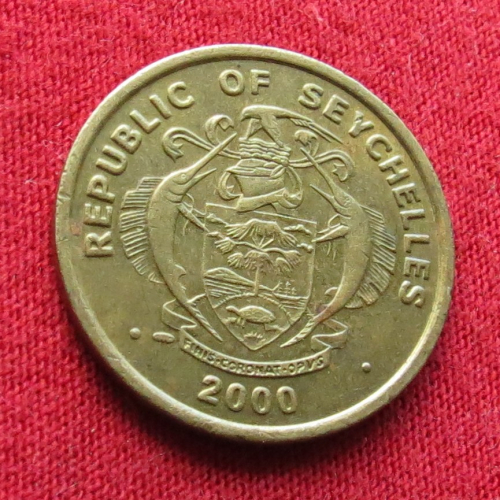 REPUBLIC OF SEYCHELLES
FINIS·CORONAT·OPVS
2000